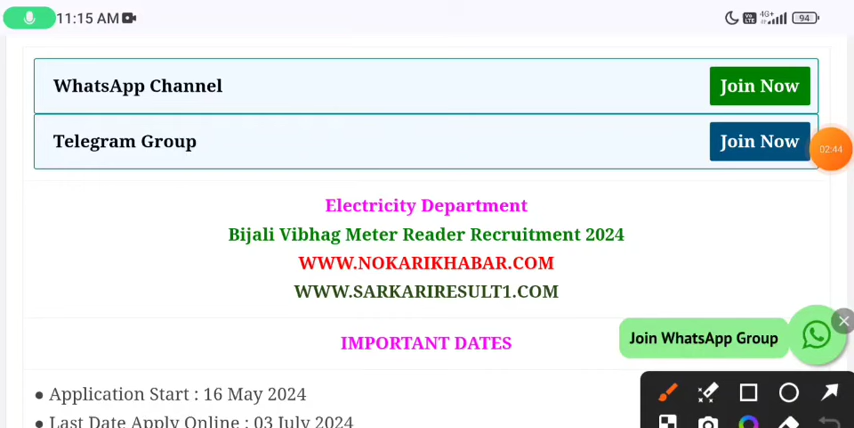 11:15 AM
4G+
94
WhatsApp Channel
Join Now
Telegram Group
Join Now
02:44
Electricity Department
Bijali Vibhag Meter Reader Recruitment 2024
WWW.NOKARIKHABAR.COM
WWW.SARKARIRESULT1.COM
Join WhatsApp Group
IMPORTANT DATES
● Application Start : 16 May 2024
● Last Date Apply Online : 03 July 2024